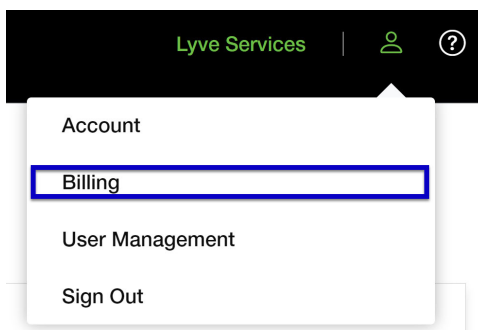 Lyve Services
?
Account
Billing
User Management
Sign Out